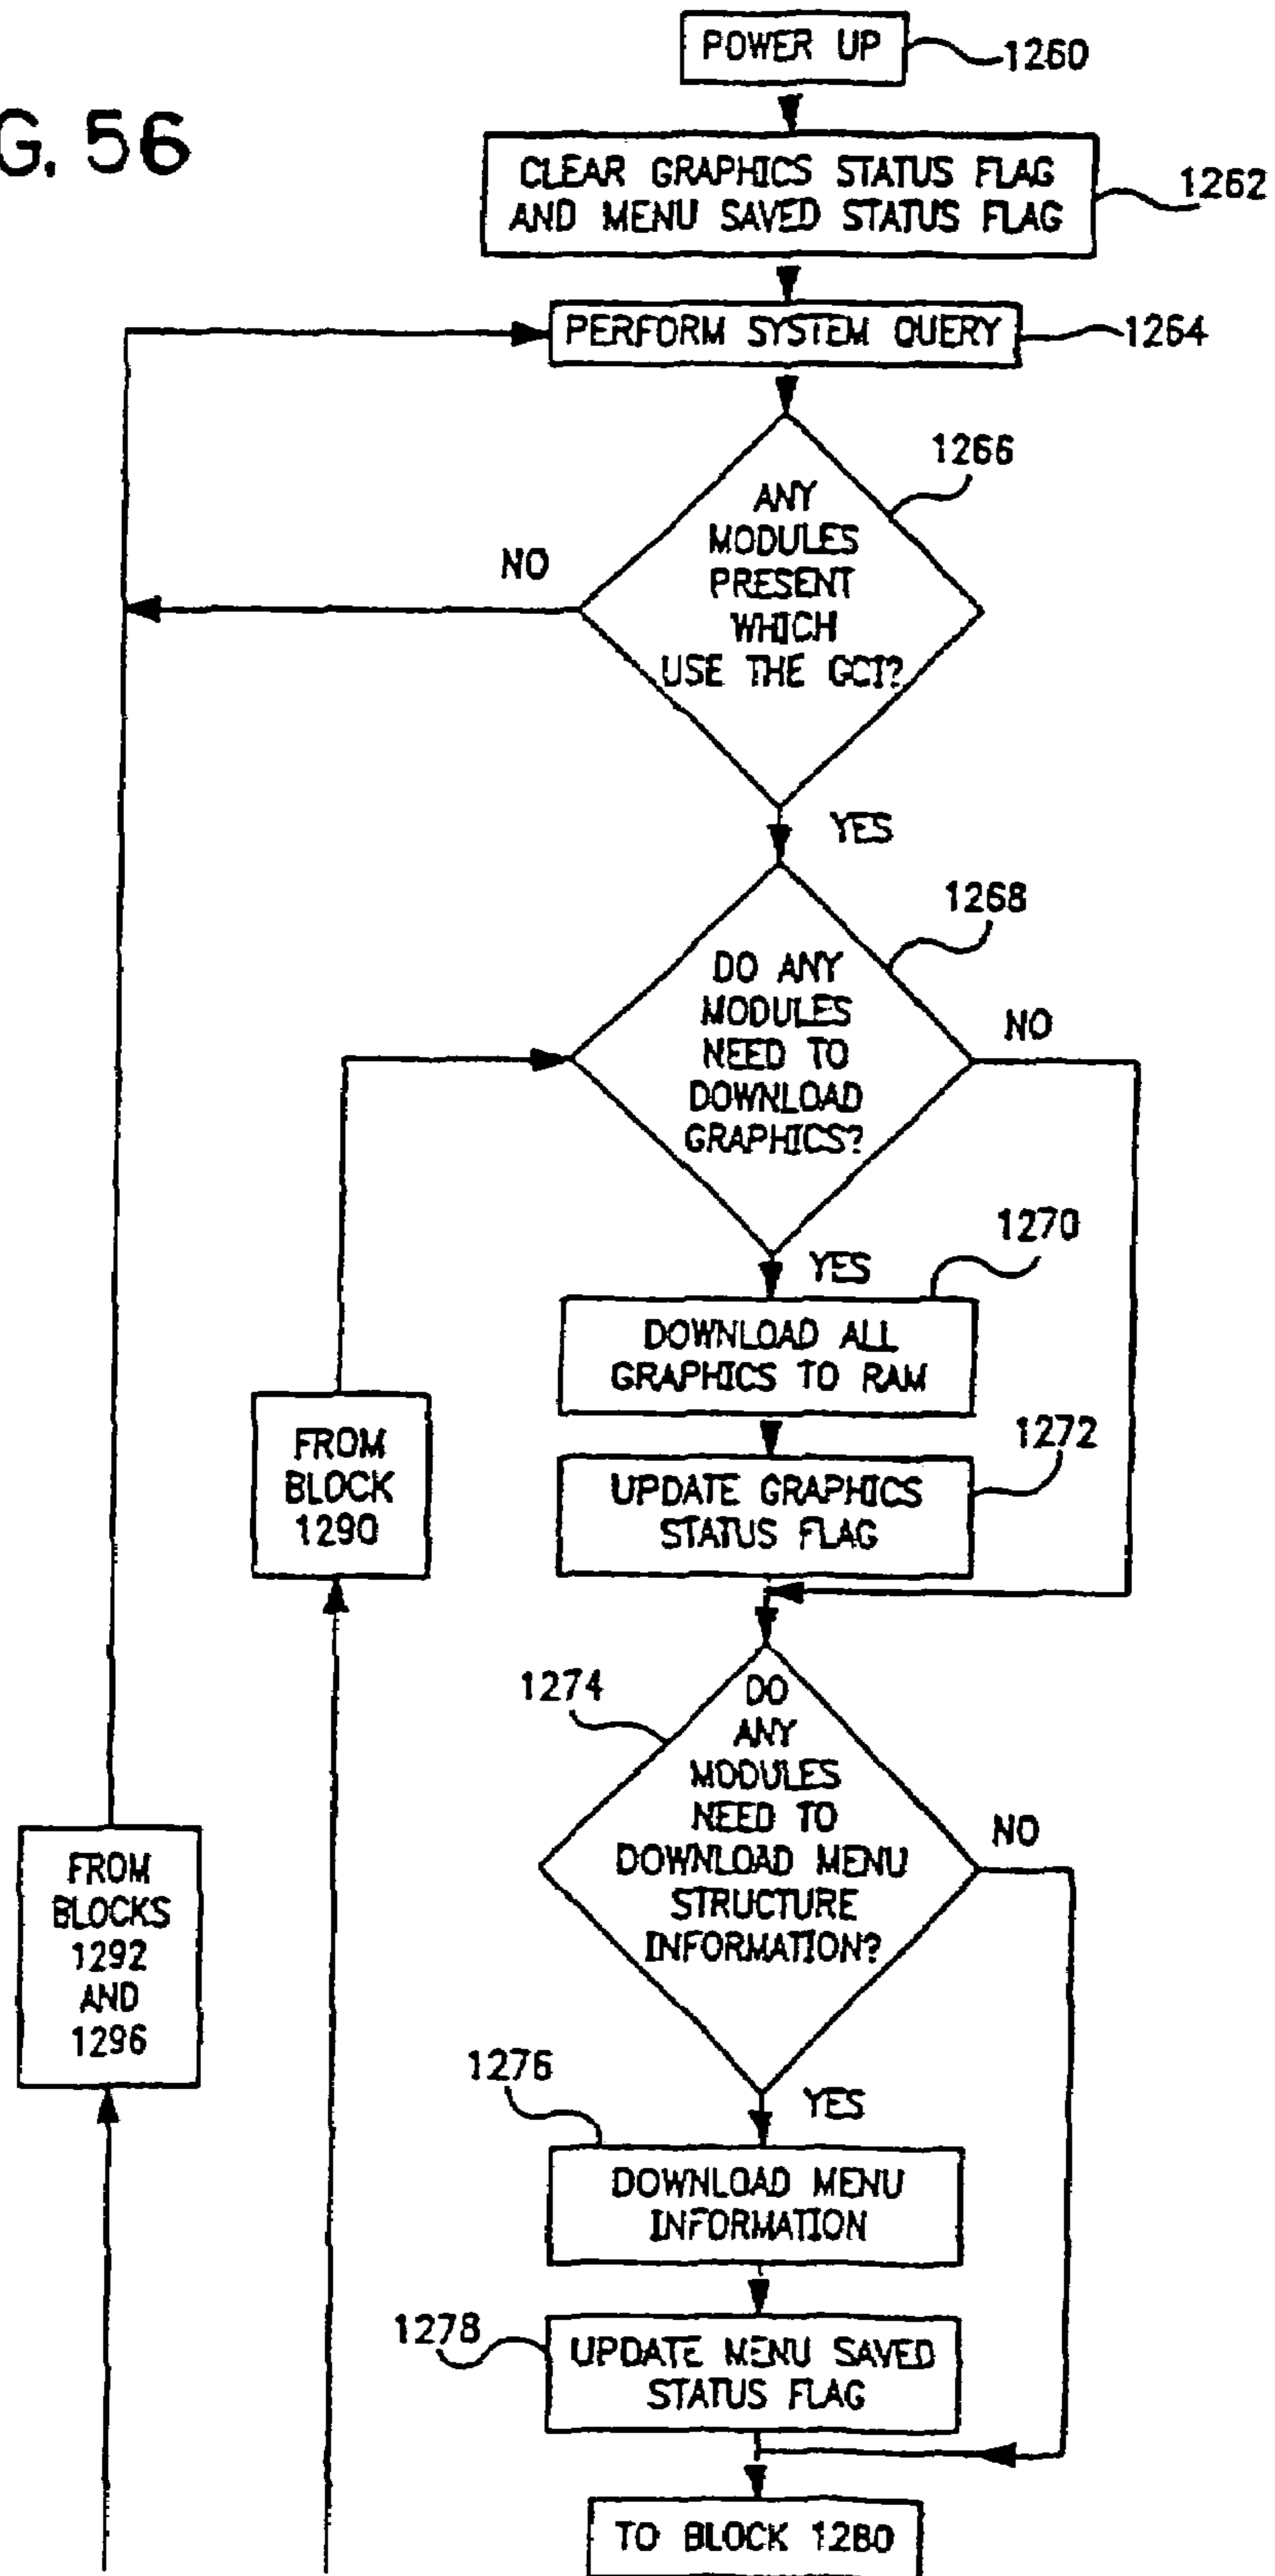 G. 56
POWER UP
1260
CLEAR GRAPHICS STATUS FLAG
AND MENU SAVED STATUS FLAG
1262
PERFORM SYSTEM QUERY
1264
1266
ANY
MODULES
PRESENT
WHICH
USE THE GCI?
NO
YES
1268
DO ANY
MODULES
NEED TO
DOWNLOAD
GRAPHICS?
NO
YES
1270
DOWNLOAD ALL
GRAPHICS TO RAM
1272
UPDATE GRAPHICS
STATUS FLAG
FROM
BLOCK
1290
1274
DO
ANY
MODULES
NEED TO
DOWNLOAD MENU
STRUCTURE
INFORMATION?
NO
YES
FROM
BLOCKS
1292
AND
1296
1276
DOWNLOAD MENU
INFORMATION
1278
UPDATE MENU SAVED
STATUS FLAG
TO BLOCK 1280